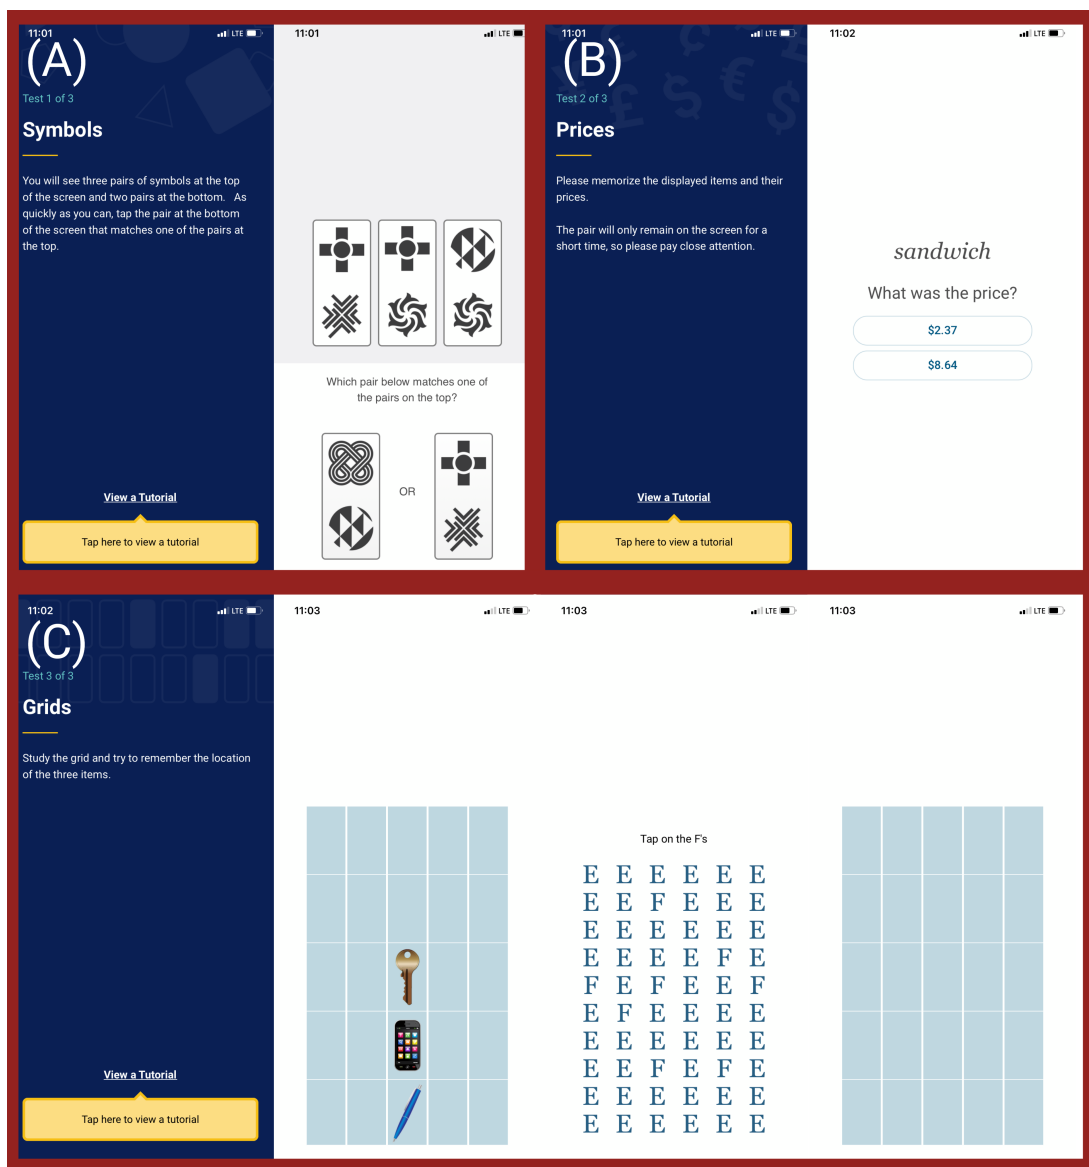 11:01 LTE
(A)
Test 1 of 3
Symbols
You will see three pairs of symbols at the top
of the screen and two pairs at the bottom. As
quickly as you can, tap the pair at the bottom
of the screen that matches one of the pairs at
the top.
View a Tutorial
Tap here to view a tutorial
11:01 LTE
Which pair below matches one of
the pairs on the top?
OR
11:01 LTE
(B)
Test 2 of 3
Prices
Please memorize the displayed items and their
prices.
The pair will only remain on the screen for a
short time, so please pay close attention.
View a Tutorial
Tap here to view a tutorial
11:02 LTE
sandwich
What was the price?
$2.37
$8.64
11:02 LTE
(C)
Test 3 of 3
Grids
Study the grid and try to remember the location
of the three items.
View a Tutorial
Tap here to view a tutorial
11:03 LTE
11:03 LTE
Tap on the F's
E E E E E E
E E F E E E
E E E E E E
E E E E F E
F E F E E F
E F E E E E
E E E E E E
E E F E F E
E E E E E E
E E E E E E
11:03 LTE